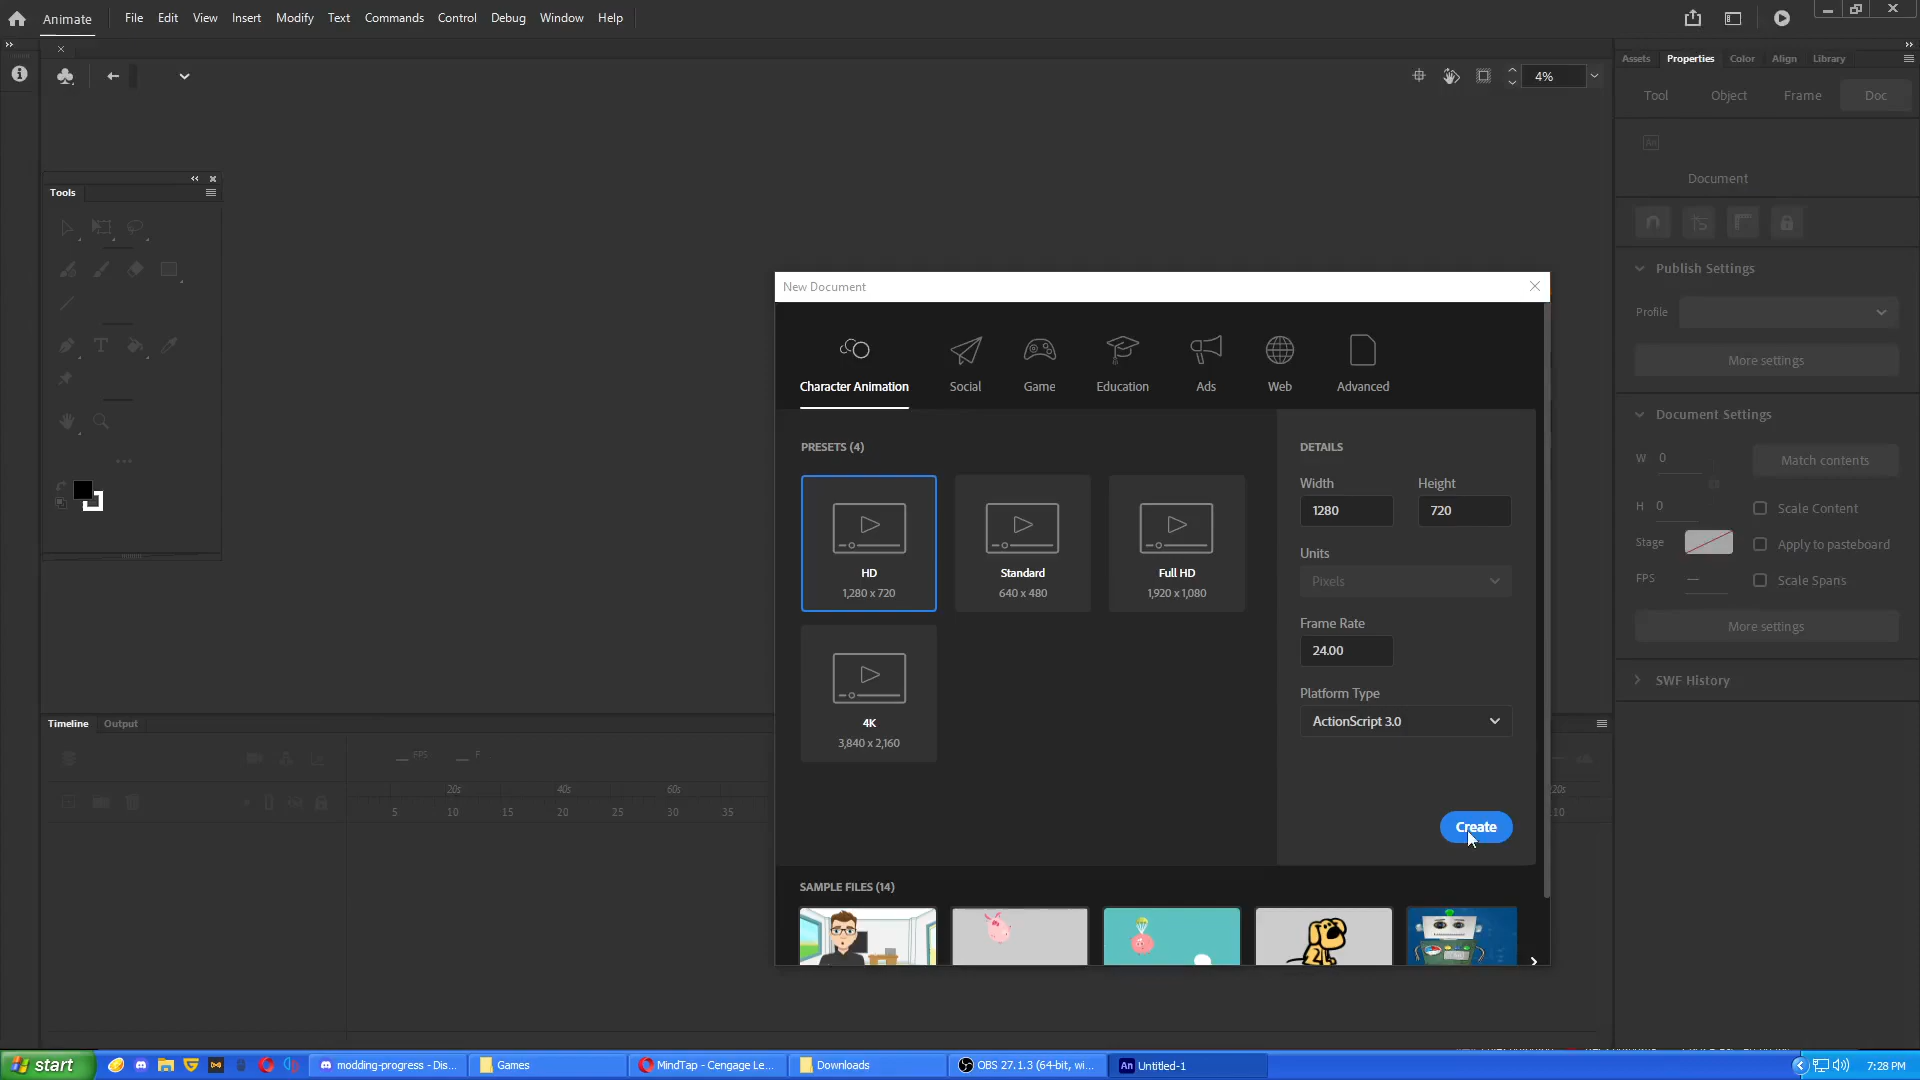 Animate File Edit View Insert Modify Text Commands Control Debug Window Help
4%
Assets Properties Color Align Library
Tool Object Frame Doc
An
Document
Tools
T
Publish Settings
Profile
More settings
Document Settings
W 0 Match contents
H 0 Scale Content
Stage Apply to pasteboard
FPS — Scale Spans
More settings
SWF History
New Document
Character Animation Social Game Education Ads Web Advanced
PRESETS (4)
HD
1,280 x 720
Standard
640 x 480
Full HD
1,920 x 1,080
4K
3,840 x 2,160
DETAILS
Width Height
1280 720
Units
Pixels
Frame Rate
24.00
Platform Type
ActionScript 3.0
Create
SAMPLE FILES (14)
Timeline Output
FPS F
20s 40s 60s
5 10 15 20 25 30 35
start modding-progress - Dis... Games MindTap - Cengage Le... Downloads OBS 27.1.3 (64-bit, wi... An Untitled-1 7:28 PM